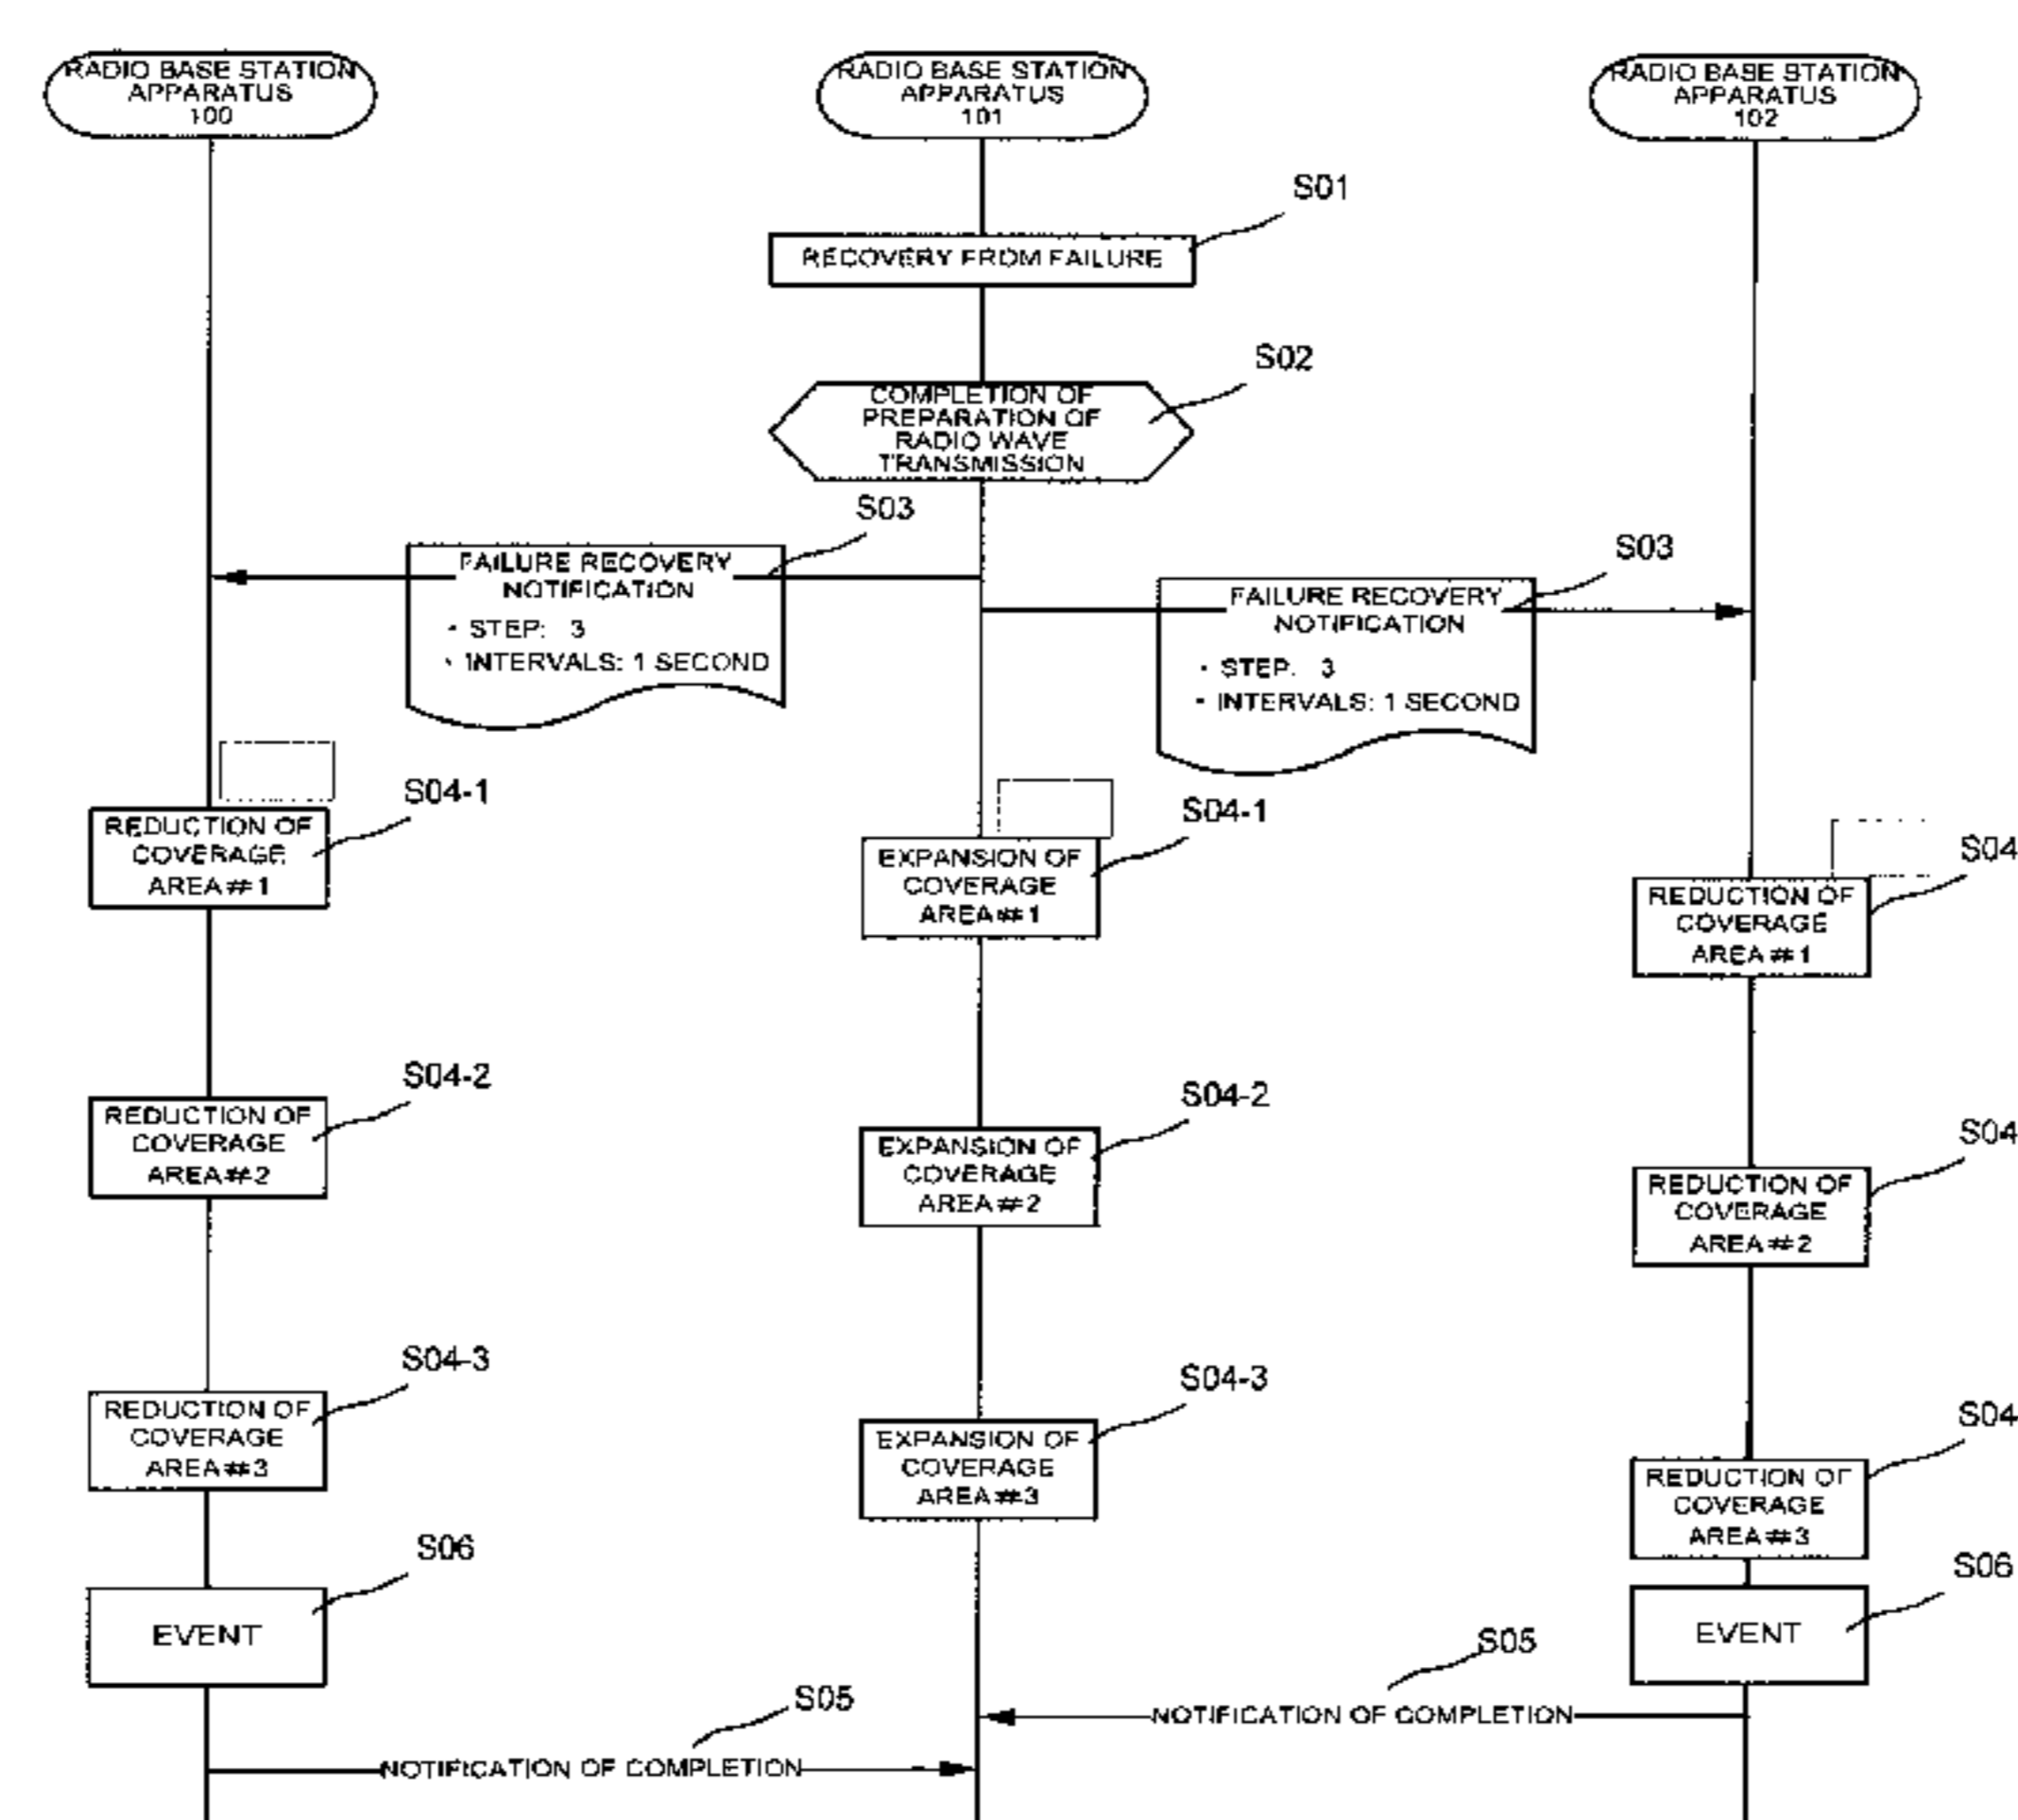 RADIO BASE STATION
APPARATUS
100
RADIO BASE STATION
APPARATUS
101
RADIO BASE STATION
APPARATUS
102
S01
RECOVERY FROM FAILURE
S02
COMPLETION OF
PREPARATION OF
RADIO WAVE
TRANSMISSION
S03
FAILURE RECOVERY
NOTIFICATION
• STEP: 3
• INTERVALS: 1 SECOND
S03
FAILURE RECOVERY
NOTIFICATION
• STEP: 3
• INTERVALS: 1 SECOND
S04-1
REDUCTION OF
COVERAGE
AREA#1
S04-1
EXPANSION OF
COVERAGE
AREA#1
S04
REDUCTION OF
COVERAGE
AREA#1
S04-2
REDUCTION OF
COVERAGE
AREA#2
S04-2
EXPANSION OF
COVERAGE
AREA#2
S04
REDUCTION OF
COVERAGE
AREA#2
S04-3
REDUCTION OF
COVERAGE
AREA#3
S04-3
EXPANSION OF
COVERAGE
AREA#3
S04
REDUCTION OF
COVERAGE
AREA#3
S06
EVENT
S06
EVENT
S05
NOTIFICATION OF COMPLETION
S05
NOTIFICATION OF COMPLETION